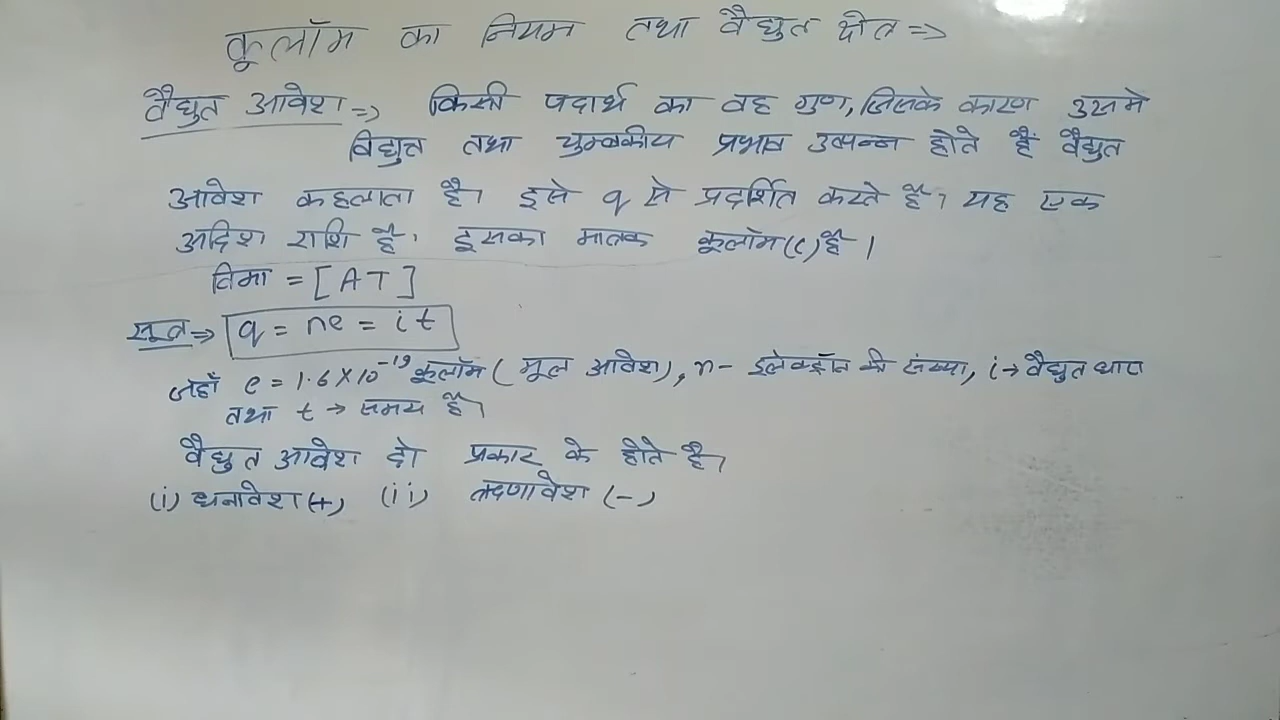 कूलॉम का नियम तथा वैद्युत क्षेत्र =>
वैद्युत आवेश => किसी पदार्थ का वह गुण, जिसके कारण उसमे
विद्युत तथा चुम्बकीय प्रभाव उत्पन्न होते हैं वैद्युत
आवेश कहलाता है। इसे q से प्रदर्शित करते हैं। यह एक
अदिश राशि है। इसका मात्रक कूलॉम (C) है।
विमा = [AT]
सूत्र => q = ne = it
जहाँ e = 1.6 × 10⁻¹⁹ कूलॉम (मूल आवेश), n - इलेक्ट्रॉन की संख्या, i → वैद्युत धारा
तथा t → समय है।
वैद्युत आवेश दो प्रकार के होते है।
(i) धनावेश (+) (ii) ऋणावेश (-)